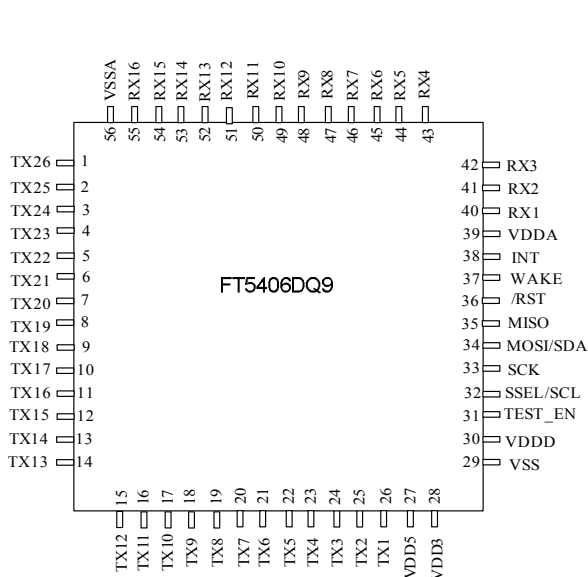 VSSA RX16 RX15 RX14 RX13 RX12 RX11 RX10 RX9 RX8 RX7 RX6 RX5 RX4
56 55 54 53 52 51 50 49 48 47 46 45 44 43
TX26 1
TX25 2
TX24 3
TX23 4
TX22 5
TX21 6
TX20 7
TX19 8
TX18 9
TX17 10
TX16 11
TX15 12
TX14 13
TX13 14
FT5406DQ9
42 RX3
41 RX2
40 RX1
39 VDDA
38 INT
37 WAKE
36 /RST
35 MISO
34 MOSI/SDA
33 SCK
32 SSEL/SCL
31 TEST_EN
30 VDDD
29 VSS
15 16 17 18 19 20 21 22 23 24 25 26 27 28
TX12 TX11 TX10 TX9 TX8 TX7 TX6 TX5 TX4 TX3 TX2 TX1 VDD5 VDD3